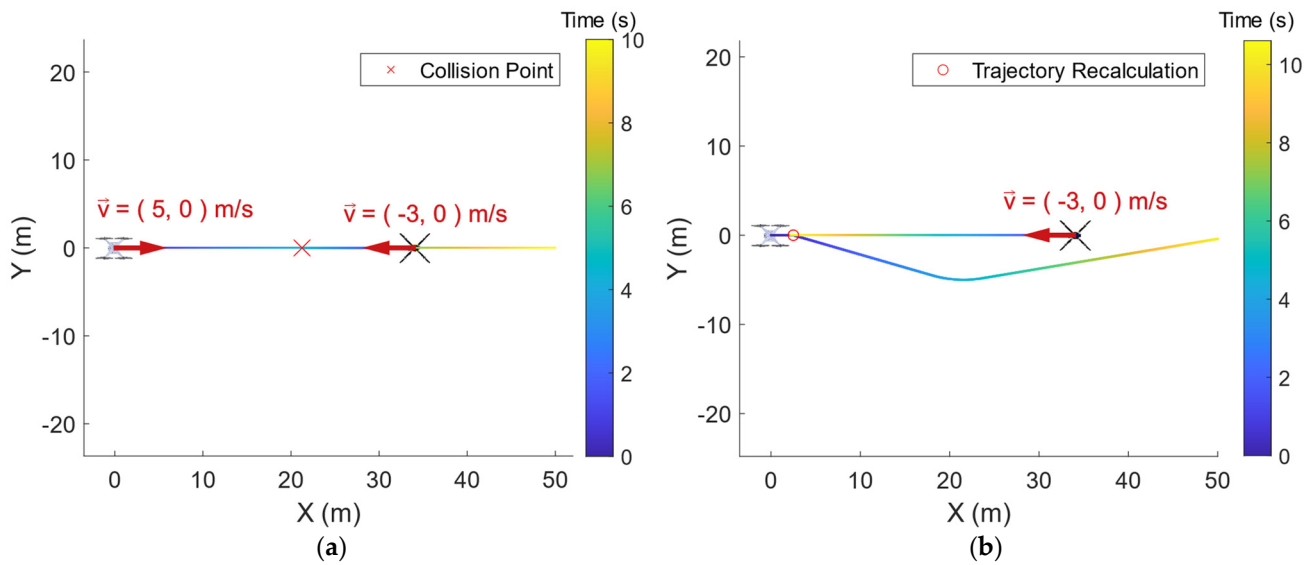 Time (s)
20
10
0
-10
-20
Y (m)
0
10
20
30
40
50
X (m)
Collision Point
v⃗ = ( 5, 0 ) m/s
v⃗ = ( -3, 0 ) m/s
10
8
6
4
2
0
(a)
Time (s)
20
10
0
-10
-20
Y (m)
0
10
20
30
40
50
X (m)
Trajectory Recalculation
v⃗ = ( -3, 0 ) m/s
10
8
6
4
2
0
(b)